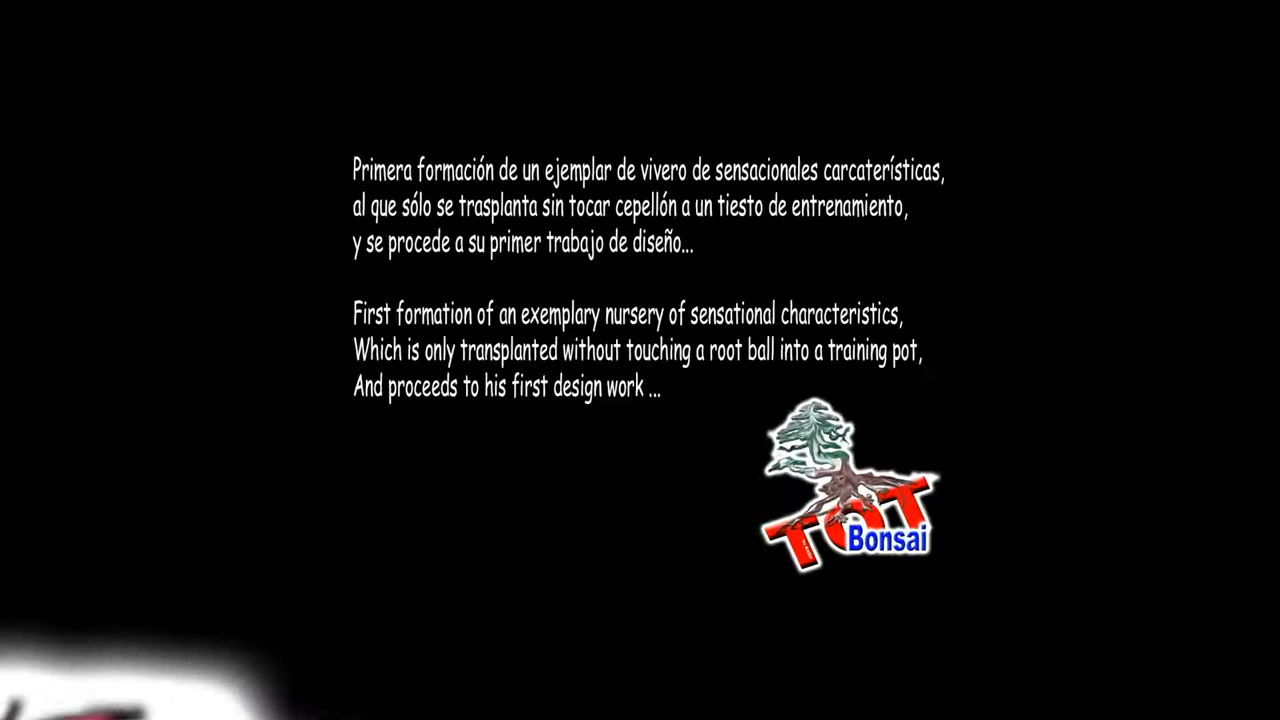 Primera formación de un ejemplar de vivero de sensacionales carcaterísticas,
al que sólo se trasplanta sin tocar cepellón a un tiesto de entrenamiento,
y se procede a su primer trabajo de diseño...
First formation of an exemplary nursery of sensational characteristics,
Which is only transplanted without touching a root ball into a training pot,
And proceeds to his first design work ...
TOT
Bonsai